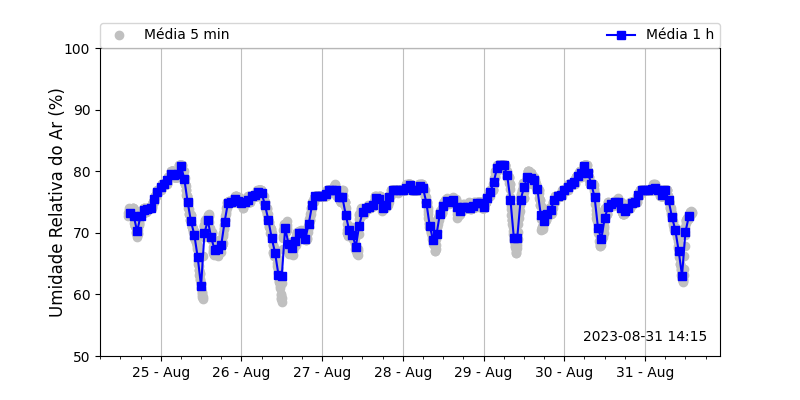 Média 5 min
Média 1 h
Umidade Relativa do Ar (%)
100
90
80
70
60
50
2023-08-31 14:15
25 - Aug
26 - Aug
27 - Aug
28 - Aug
29 - Aug
30 - Aug
31 - Aug